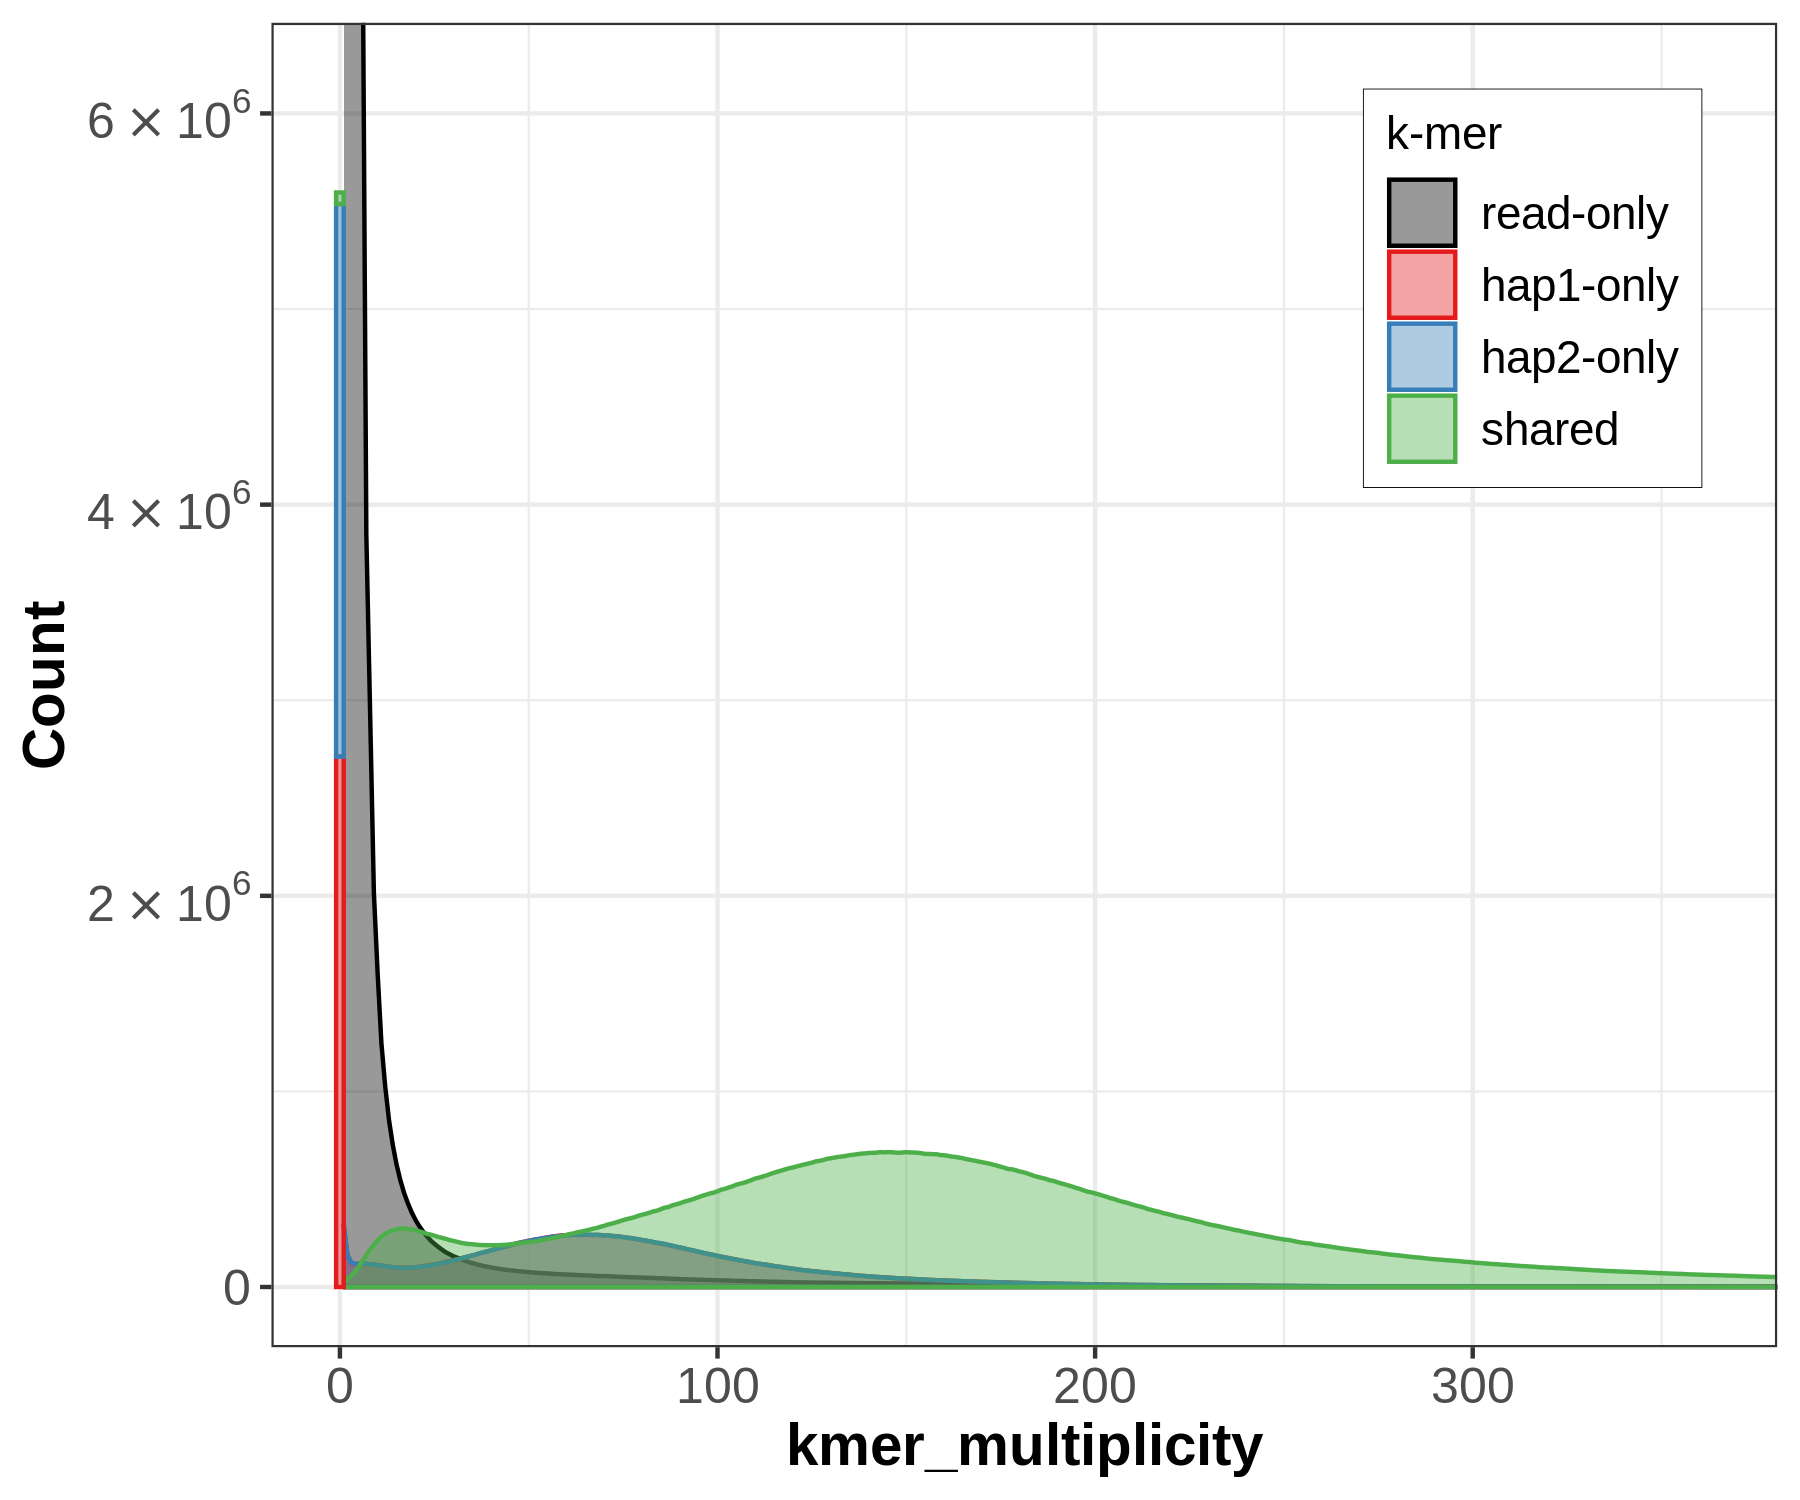 6 × 10⁶
4 × 10⁶
2 × 10⁶
0
Count
0 100 200 300
kmer_multiplicity
k-mer
read-only
hap1-only
hap2-only
shared